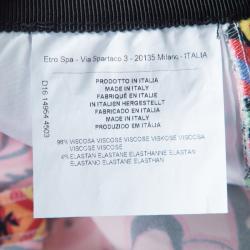 Etro Spa - Via Spartaco 3 - 20135 Milano - ITALIA
PRODOTTO IN ITALIA
MADE IN ITALY
FABRIQUÉ EN ITALIE
IN ITALIEN HERGESTELLT
FABRICADO EN ITALIA
MADE IN ITALY
PRODUZIDO EM ITÁLIA
96% VISCOSA VISCOSE VISCOSE VISKOSE VISCOSA
VISCOSE VISCOSE
4% ELASTAN ELASTANE ELASTHANNE ELASTAN
ELASTANO ELASTANE ELASTHAN
D16 14964 4503